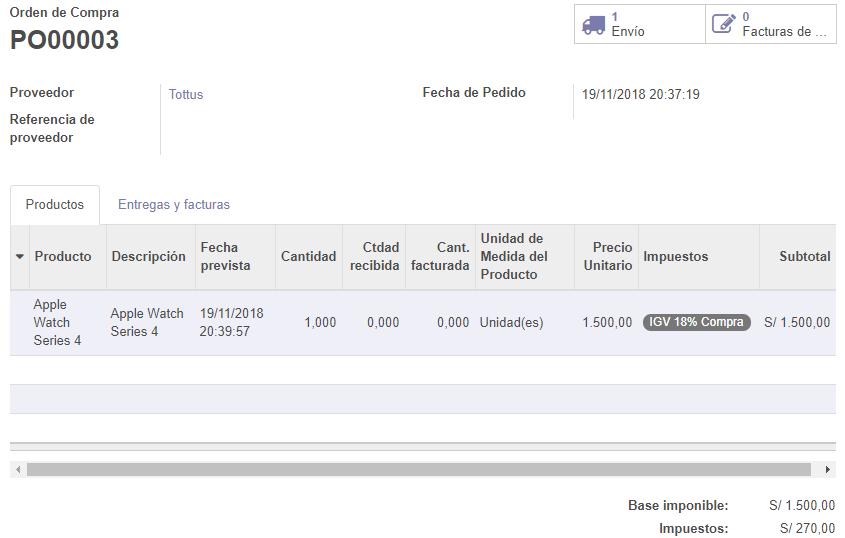 Orden de Compra
PO00003
1
Envío
0
Facturas de ...
Proveedor
Tottus
Referencia de
proveedor
Fecha de Pedido
19/11/2018 20:37:19
Productos
Entregas y facturas
Producto
Descripción
Fecha
prevista
Cantidad
Ctdad
recibida
Cant.
facturada
Unidad de
Medida del
Producto
Precio
Unitario
Impuestos
Subtotal
Apple
Watch
Series 4
Apple Watch
Series 4
19/11/2018
20:39:57
1,000
0,000
0,000
Unidad(es)
1.500,00
IGV 18% Compra
S/ 1.500,00
Base imponible: S/ 1.500,00
Impuestos: S/ 270,00